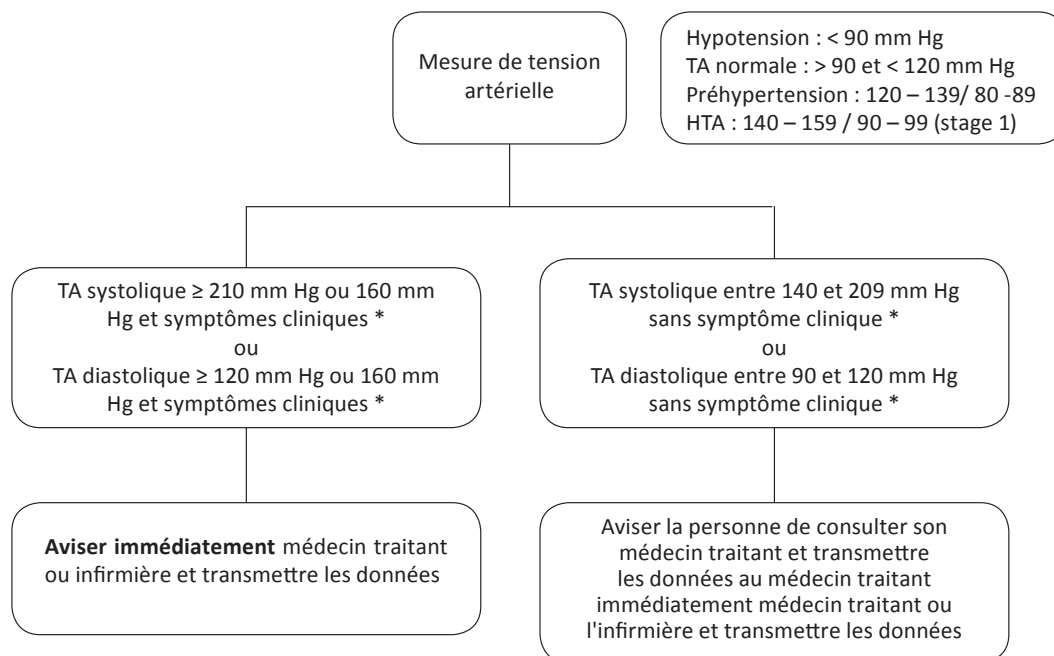 Mesure de tension
artérielle
Hypotension : < 90 mm Hg
TA normale : > 90 et < 120 mm Hg
Préhypertension : 120 – 139/ 80 -89
HTA : 140 – 159 / 90 – 99 (stage 1)
TA systolique ≥ 210 mm Hg ou 160 mm
Hg et symptômes cliniques *
ou
TA diastolique ≥ 120 mm Hg ou 160 mm
Hg et symptômes cliniques *
TA systolique entre 140 et 209 mm Hg
sans symptôme clinique *
ou
TA diastolique entre 90 et 120 mm Hg
sans symptôme clinique *
Aviser immédiatement médecin traitant
ou infirmière et transmettre les données
Aviser la personne de consulter son
médecin traitant et transmettre
les données au médecin traitant
immédiatement médecin traitant ou
l'infirmière et transmettre les données